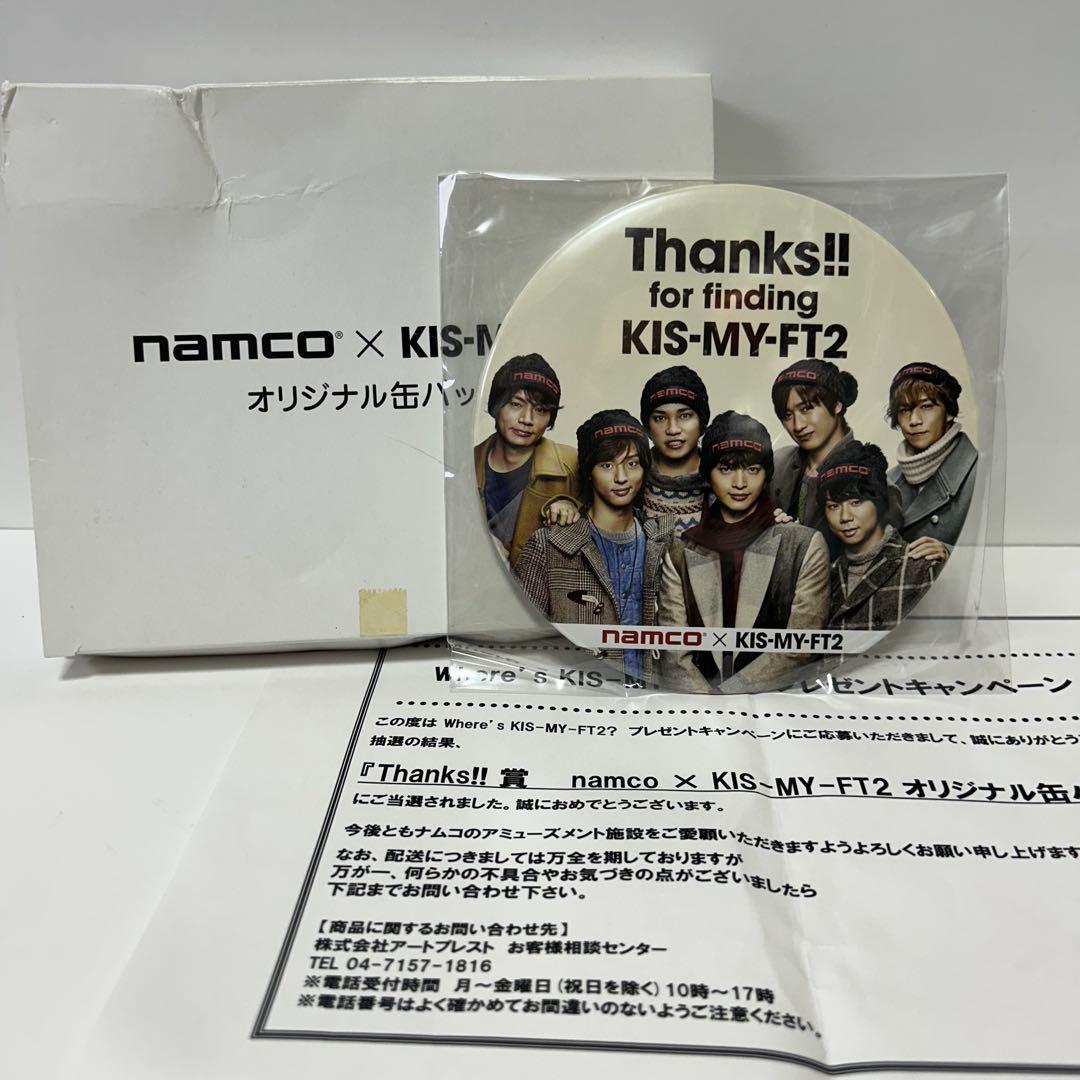 namco® × KIS-M
オリジナル缶バッ
Thanks!!
for finding
KIS-MY-FT2
namco
namco
namco
namco
namco
namco
namco
namco® × KIS-MY-FT2
Where's KIS-M プレゼントキャンペーン
この度は Where's KIS-MY-FT2? プレゼントキャンペーンにご応募いただきまして、誠にありがとう
抽選の結果、
『Thanks!! 賞 namco × KIS-MY-FT2 オリジナル缶
にご当選されました。誠におめでとうございます。
今後ともナムコのアミューズメント施設をご愛顧いただきますようよろしくお願い申し上げます
なお、配送につきましては万全を期しておりますが
万が一、何らかの不具合やお気づきの点がございましたら
下記までお問い合わせ下さい。
【商品に関するお問い合わせ先】
株式会社アートプレスト お客様相談センター
TEL 04-7157-1816
※電話受付時間 月～金曜日(祝日を除く)10時～17時
※電話番号はよく確かめてお間違いのないようご注意ください。